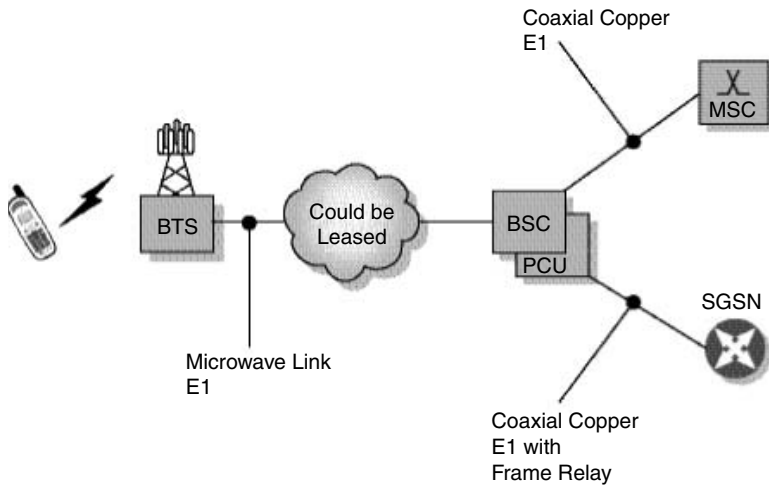 Coaxial Copper
E1
MSC
BTS
Could be
Leased
BSC
PCU
SGSN
Microwave Link
E1
Coaxial Copper
E1 with
Frame Relay